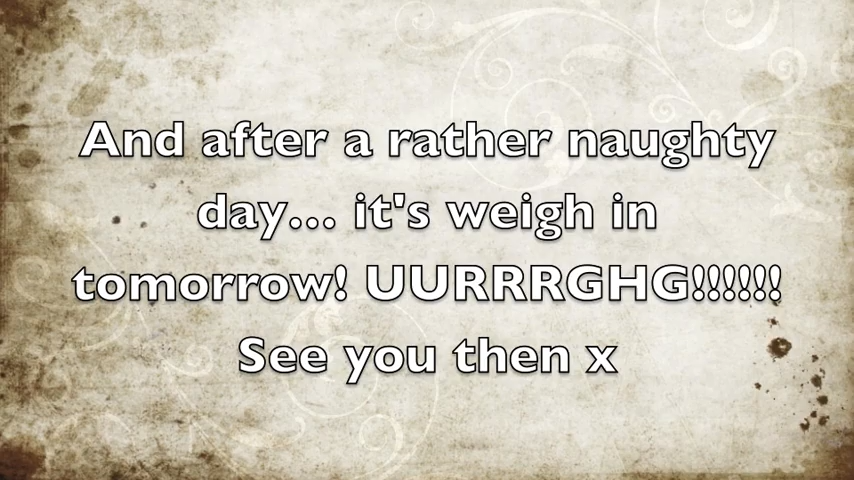 And after a rather naughty
day... it's weigh in
tomorrow! UURRRGHG!!!!!!
See you then x